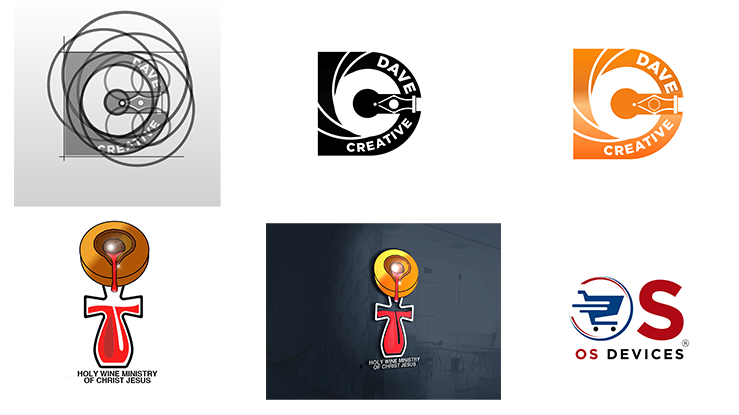 DAVE
CREATIVE
DAVE
CREATIVE
DAVE
CREATIVE
HOLY WINE MINISTRY
OF CHRIST JESUS
HOLY WINE MINISTRY
OF CHRIST JESUS
S
®
OS DEVICES